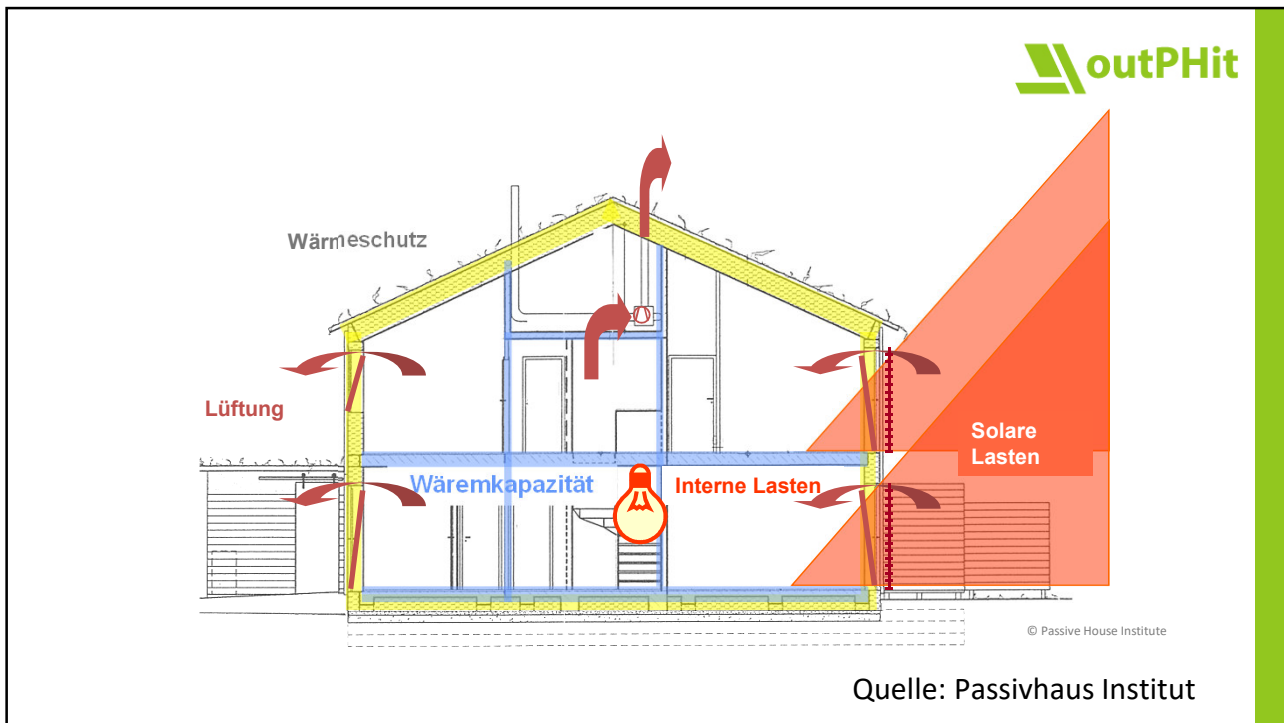 outPHit
Wärmeschutz
Lüftung
Solare
Lasten
Wäremkapazität
Interne Lasten
© Passive House Institute
Quelle: Passivhaus Institut